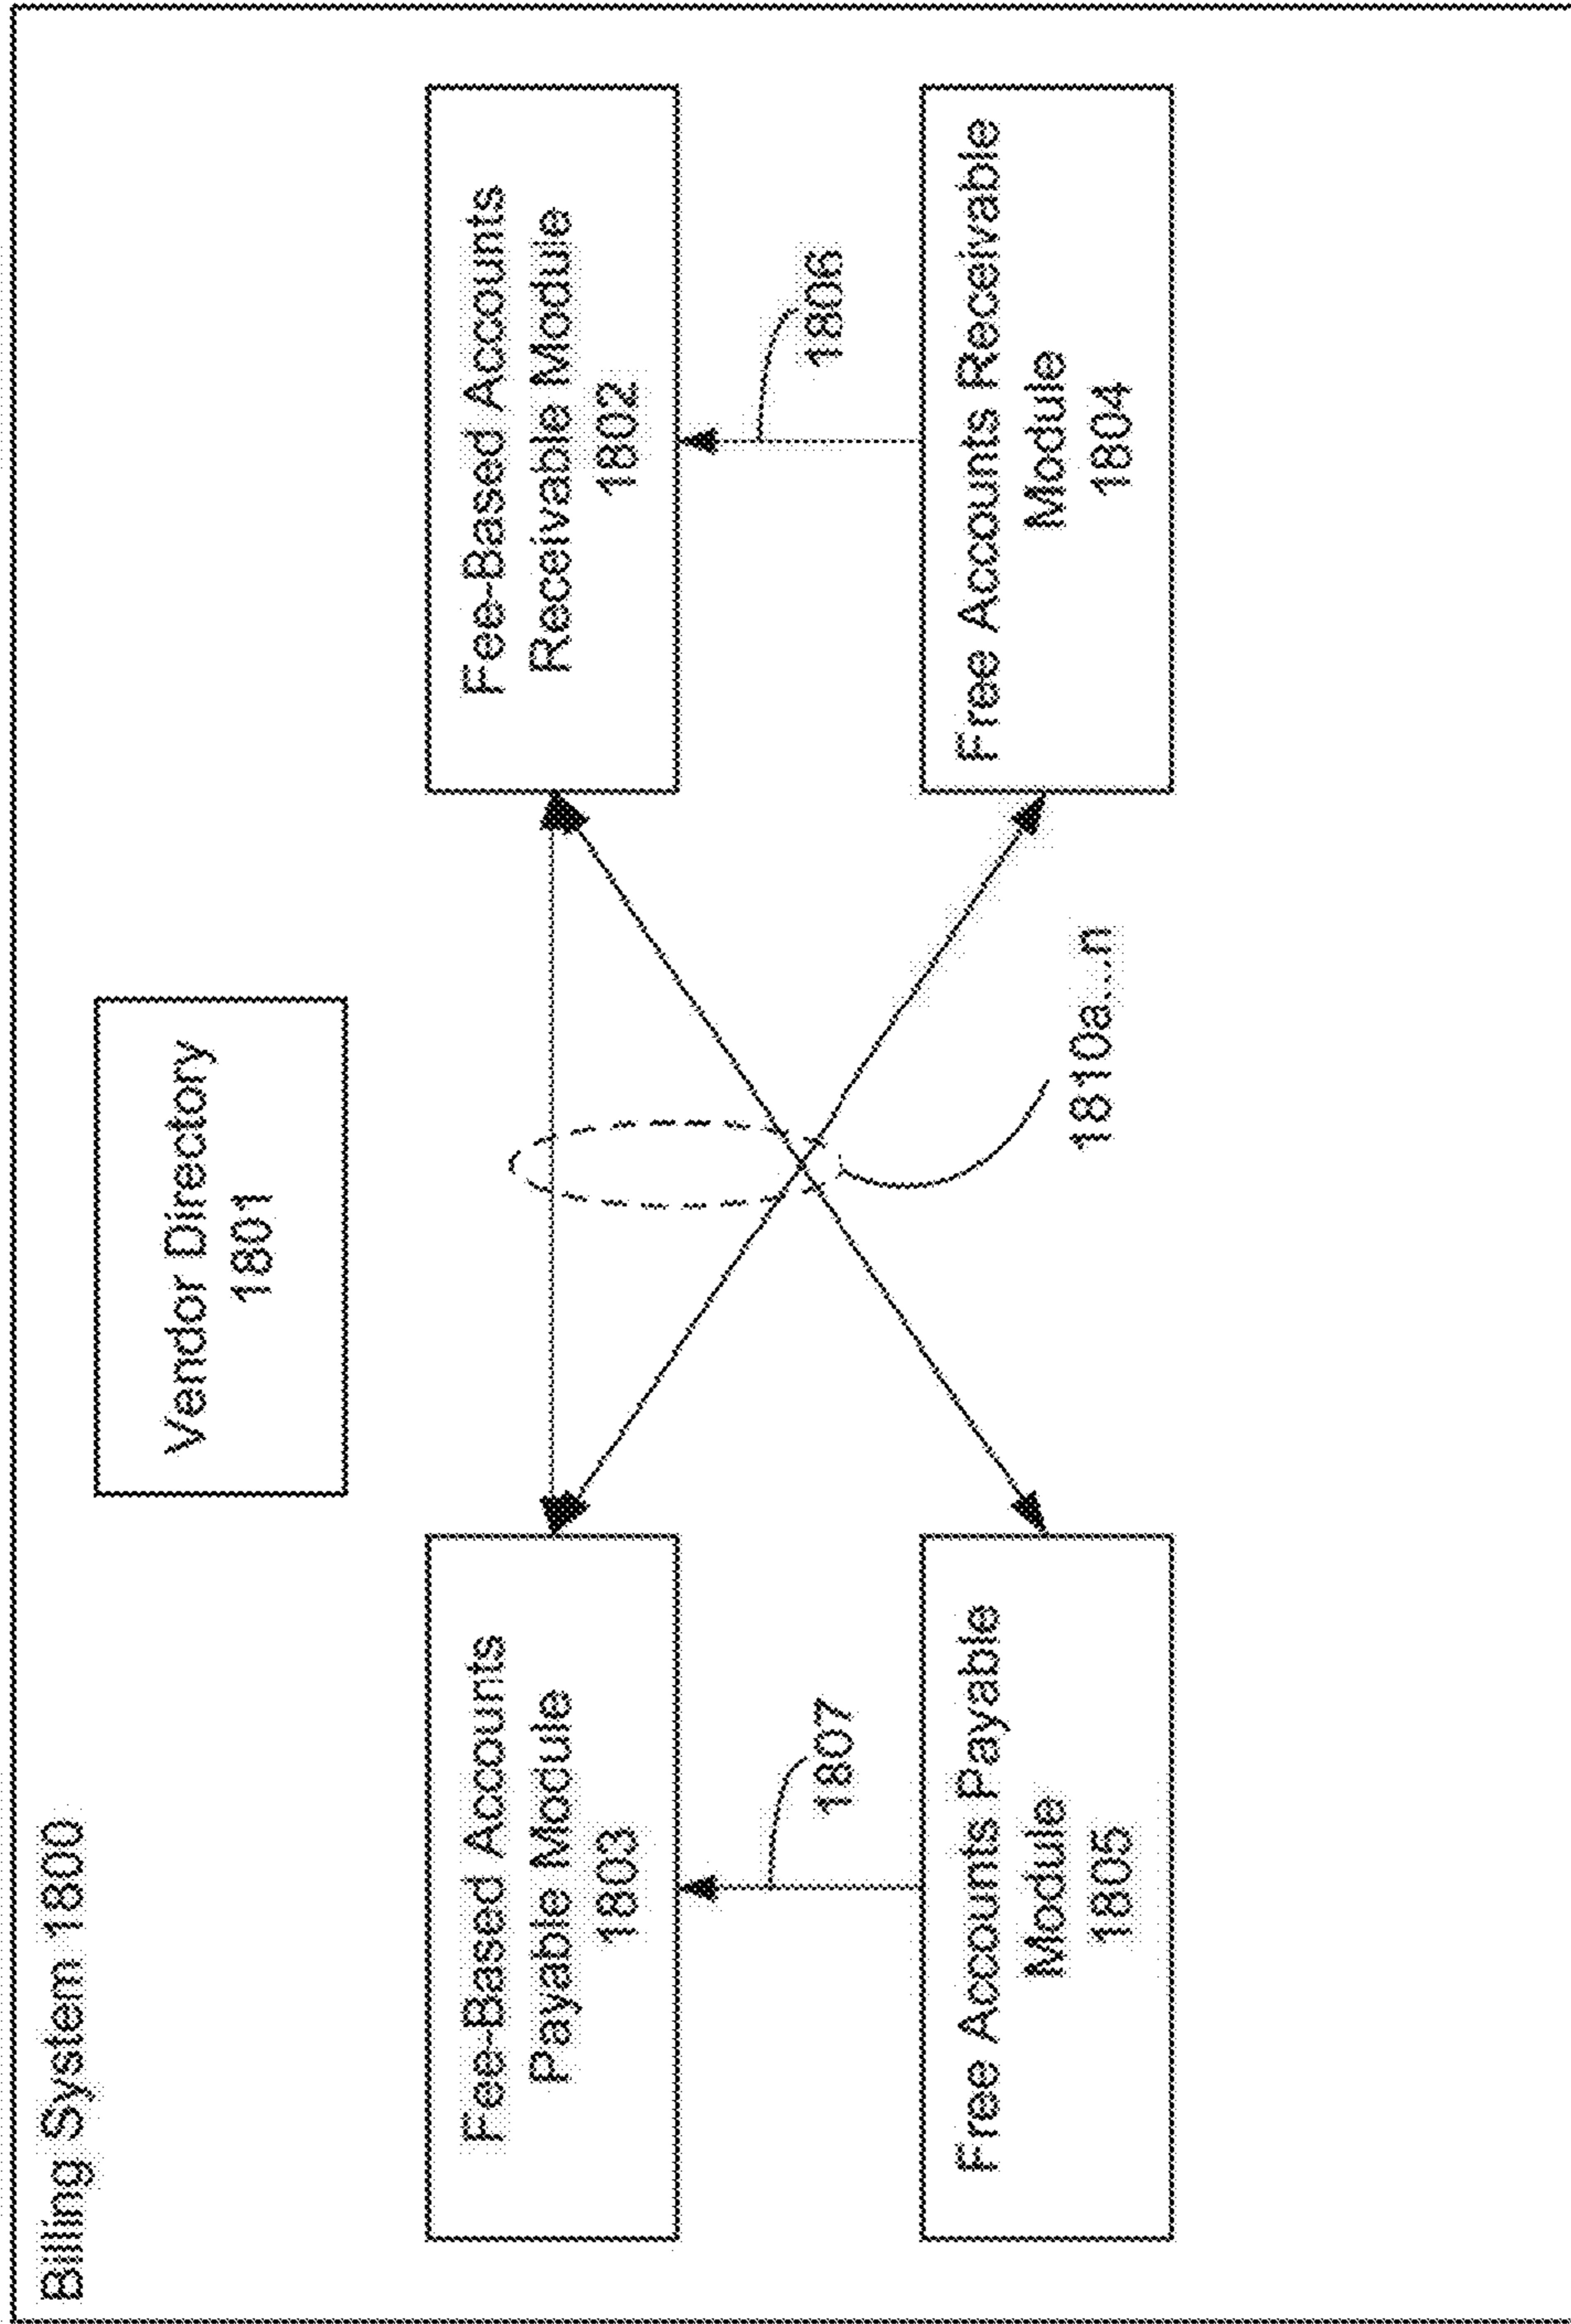 Billing System 1800
Vendor Directory
1801
Fee-Based Accounts
Payable Module
1803
Fee-Based Accounts
Receivable Module
1802
1807
1806
Free Accounts Payable
Module
1805
Free Accounts Receivable
Module
1804
1810a...n